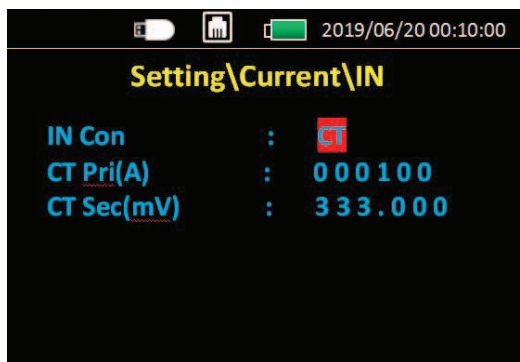 2019/06/20 00:10:00
Setting\Current\IN
IN Con : CT
CT Pri(A) : 000100
CT Sec(mV) : 333.000